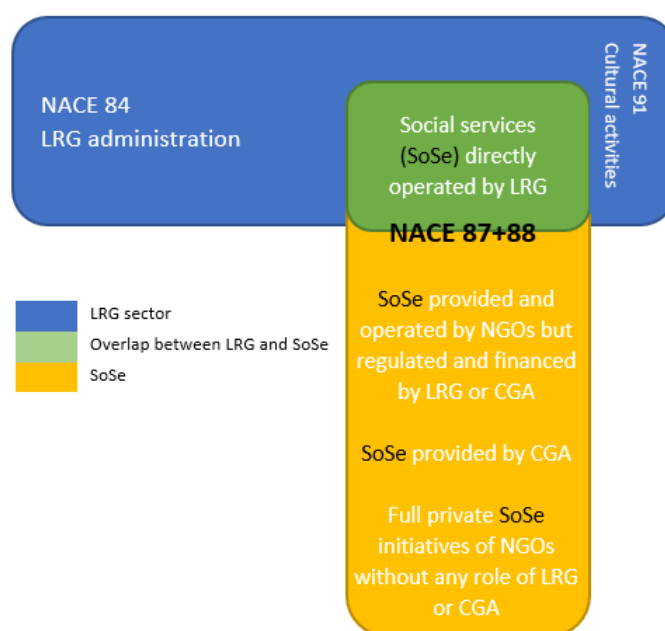 NACE 84
LRG administration
NACE 91
Cultural activities
Social services
(SoSe) directly
operated by LRG
NACE 87+88
SoSe provided and
operated by NGOs but
regulated and financed
by LRG or CGA
SoSe provided by CGA
Full private SoSe
initiatives of NGOs
without any role of LRG
or CGA
LRG sector
Overlap between LRG and SoSe
SoSe